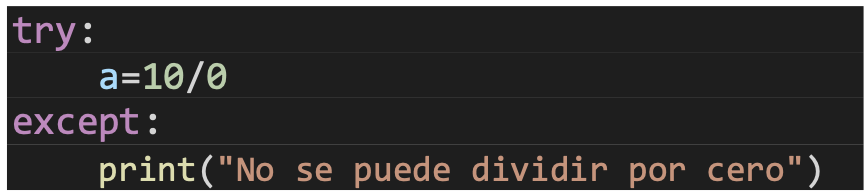 try:
    a=10/0
except:
    print("No se puede dividir por cero")